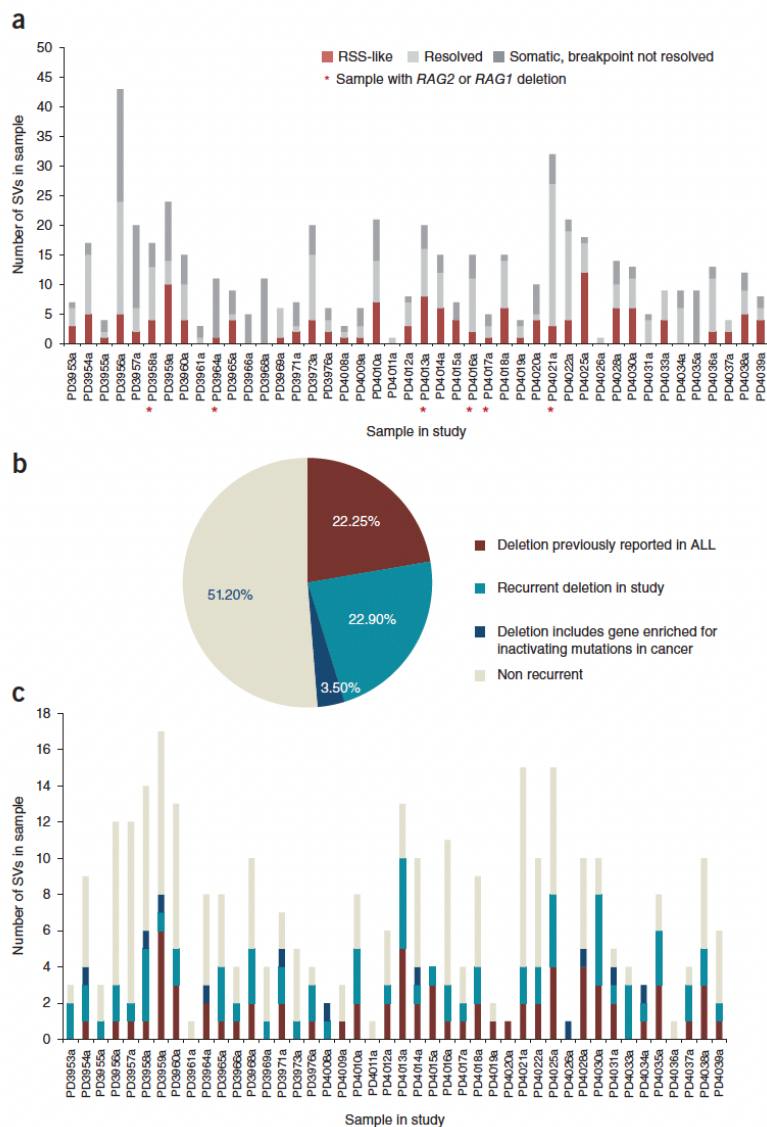 a
50
45
40
35
30
25
20
15
10
5
0
Number of SVs in sample
RSS-like Resolved Somatic, breakpoint not resolved
* Sample with RAG2 or RAG1 deletion
PD3953a
PD3954a
PD3955a
PD3956a
PD3957a
PD3958a
PD3959a
PD3960a
PD3961a
PD3964a
PD3965a
PD3966a
PD3968a
PD3969a
PD3971a
PD3973a
PD3976a
PD4008a
PD4009a
PD4010a
PD4011a
PD4012a
PD4013a
PD4014a
PD4015a
PD4016a
PD4017a
PD4018a
PD4019a
PD4020a
PD4021a
PD4022a
PD4025a
PD4026a
PD4028a
PD4030a
PD4031a
PD4033a
PD4034a
PD4035a
PD4036a
PD4037a
PD4038a
PD4039a
* * * * * *
Sample in study
b
22.25%
22.90%
3.50%
51.20%
Deletion previously reported in ALL
Recurrent deletion in study
Deletion includes gene enriched for
inactivating mutations in cancer
Non recurrent
c
18
16
14
12
10
8
6
4
2
0
Number of SVs in sample
PD3953a
PD3954a
PD3955a
PD3956a
PD3957a
PD3958a
PD3959a
PD3960a
PD3961a
PD3964a
PD3965a
PD3966a
PD3968a
PD3969a
PD3971a
PD3973a
PD3976a
PD4008a
PD4009a
PD4010a
PD4011a
PD4012a
PD4013a
PD4014a
PD4015a
PD4016a
PD4017a
PD4018a
PD4019a
PD4020a
PD4021a
PD4022a
PD4025a
PD4026a
PD4028a
PD4030a
PD4031a
PD4033a
PD4034a
PD4035a
PD4036a
PD4037a
PD4038a
PD4039a
Sample in study